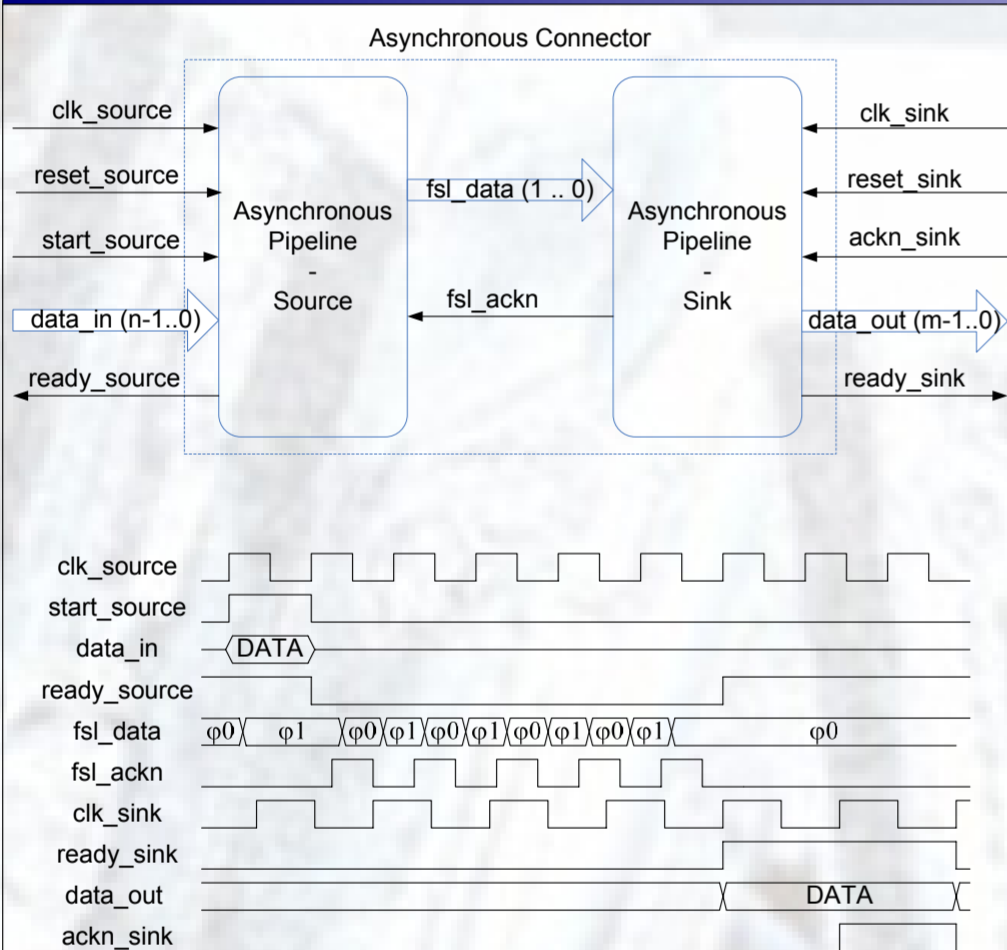 Asynchronous Connector
clk_source
reset_source
start_source
data_in (n-1..0)
ready_source
Asynchronous
Pipeline
-
Source
fsl_data (1 .. 0)
fsl_ackn
Asynchronous
Pipeline
-
Sink
clk_sink
reset_sink
ackn_sink
data_out (m-1..0)
ready_sink
clk_source
start_source
data_in DATA
ready_source
fsl_data φ0 φ1 φ0 φ1 φ0 φ1 φ0 φ1 φ0 φ1 φ0
fsl_ackn
clk_sink
ready_sink
data_out DATA
ackn_sink